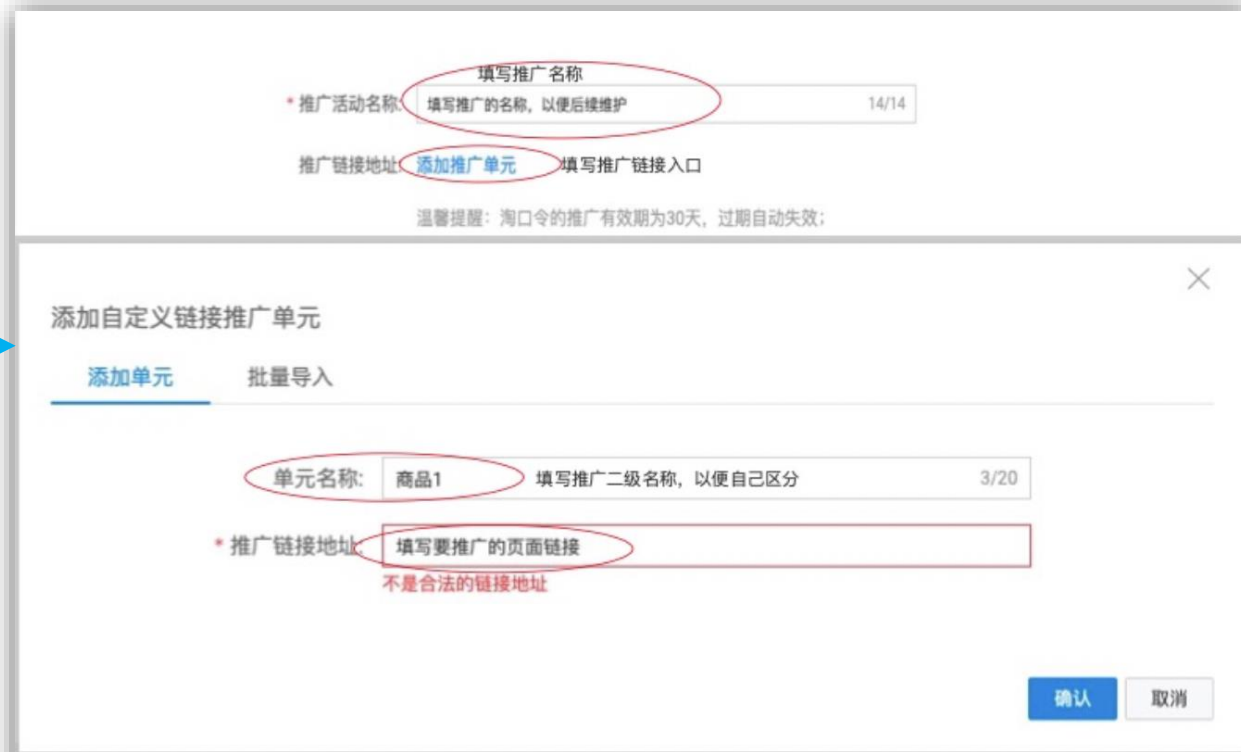 填写推广名称
* 推广活动名称: 填写推广的名称，以便后续维护 14/14
推广链接地址: 添加推广单元 填写推广链接入口
温馨提醒：淘口令的推广有效期为30天，过期自动失效；
添加自定义链接推广单元
添加单元 批量导入
单元名称: 商品1 填写推广二级名称，以便自己区分 3/20
* 推广链接地址: 填写要推广的页面链接
不是合法的链接地址
确认 取消